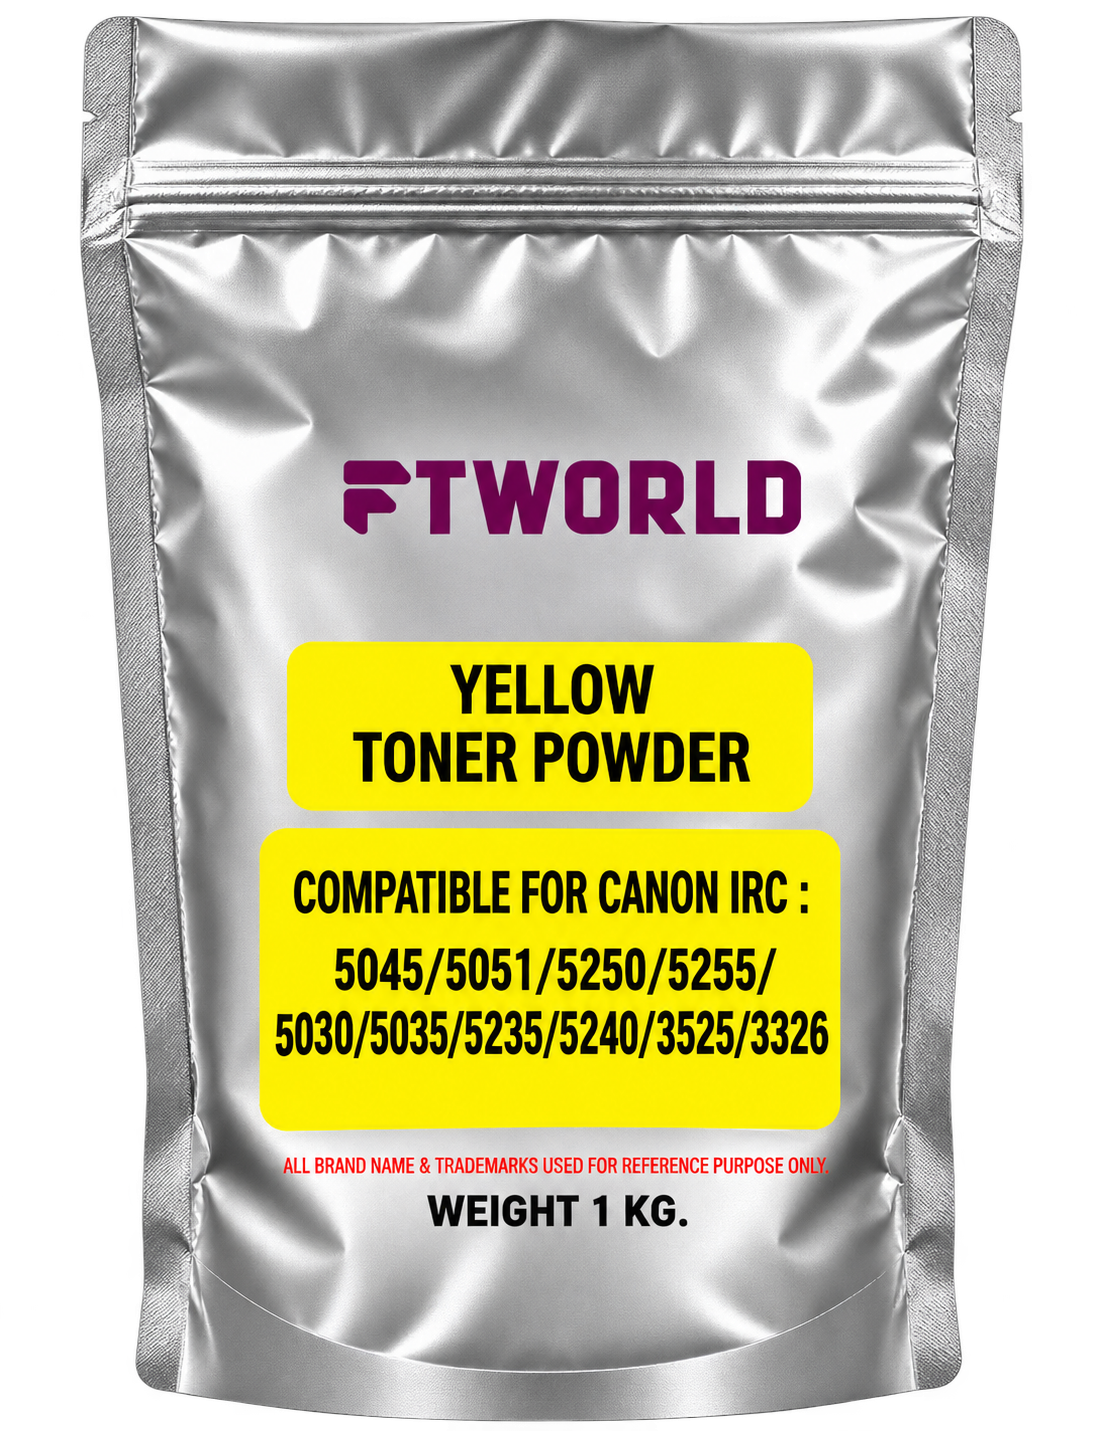 FTWORLD
YELLOW
TONER POWDER
COMPATIBLE FOR CANON IRC :
5045/5051/5250/5255/
5030/5035/5235/5240/3525/3326
ALL BRAND NAME & TRADEMARKS USED FOR REFERENCE PURPOSE ONLY.
WEIGHT 1 KG.